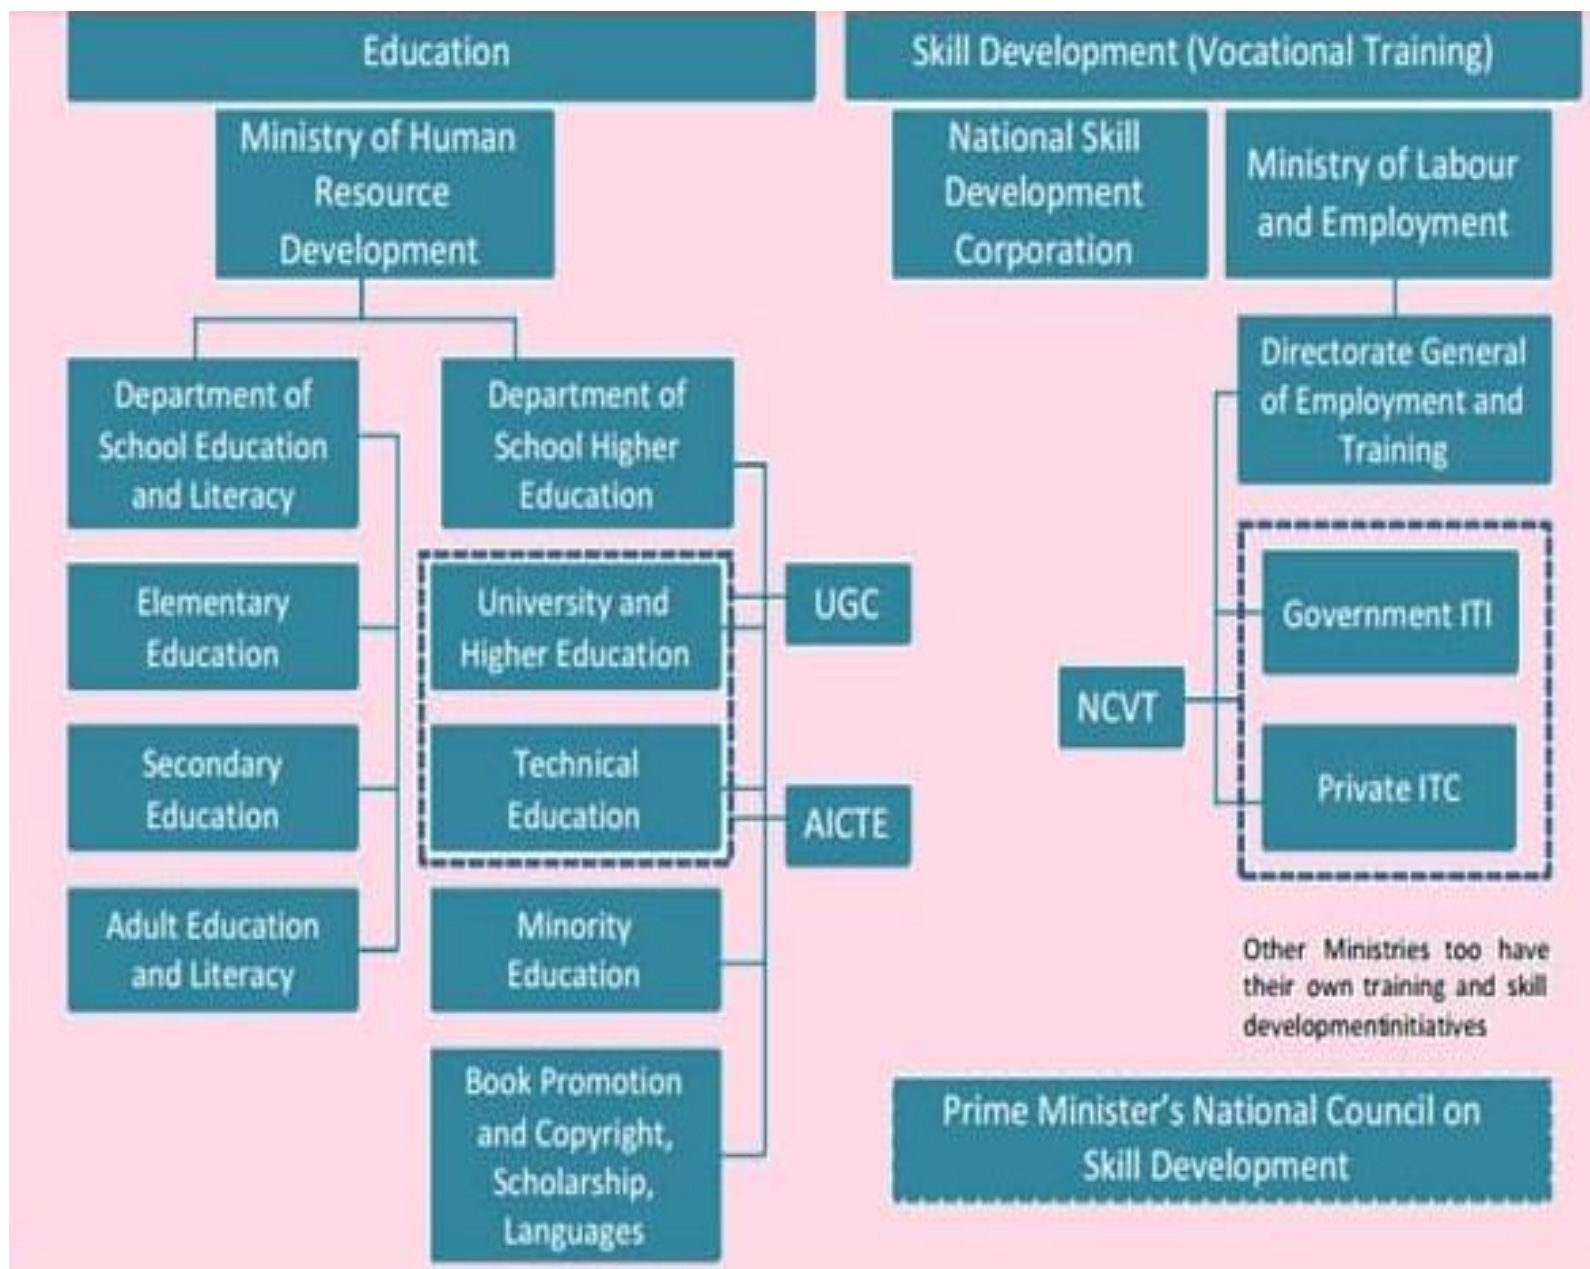 Education
Ministry of Human
Resource
Development
Department of
School Education
and Literacy
Elementary
Education
Secondary
Education
Adult Education
and Literacy
Department of
School Higher
Education
University and
Higher Education
Technical
Education
Minority
Education
Book Promotion
and Copyright,
Scholarship,
Languages
UGC
AICTE
Skill Development (Vocational Training)
National Skill
Development
Corporation
Ministry of Labour
and Employment
Directorate General
of Employment and
Training
Government ITI
NCVT
Private ITC
Other Ministries too have
their own training and skill
developmentinitiatives
Prime Minister's National Council on
Skill Development